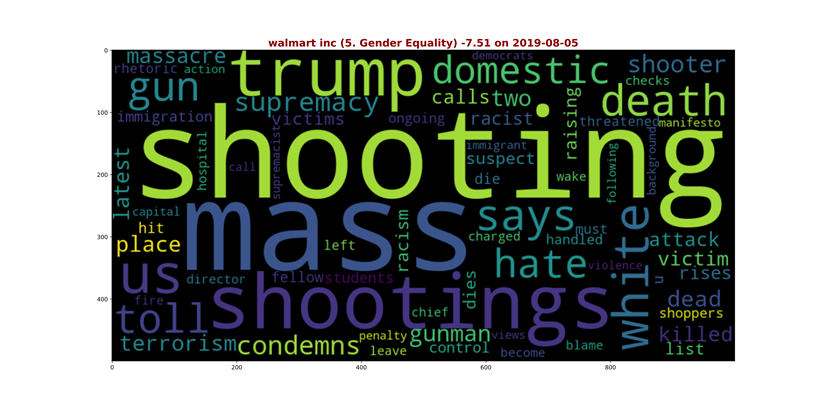 walmart inc (5. Gender Equality) -7.51 on 2019-08-05
0
massacre
democrats
rhetoric action
trump
domestic
shooter
checks
gun
supremacy
calls two
raising
death
100
immigration
victims
ongoing
racist
threatened
manifesto
shooting
latest
hospital
call
supremacist
immigrant
suspect
die
wake
following
background
200
capital
mass
says
hit
place
left
racism
charged
must
handled
white
attack
300
us
director
fellow
students
dies
hate
violence
victim
u
rises
fire
shootings
400
toll
chief
dead
shoppers
terrorism
condemns
penalty
leave
gunman
control
views
become
blame
killed
list
0
200
400
600
800